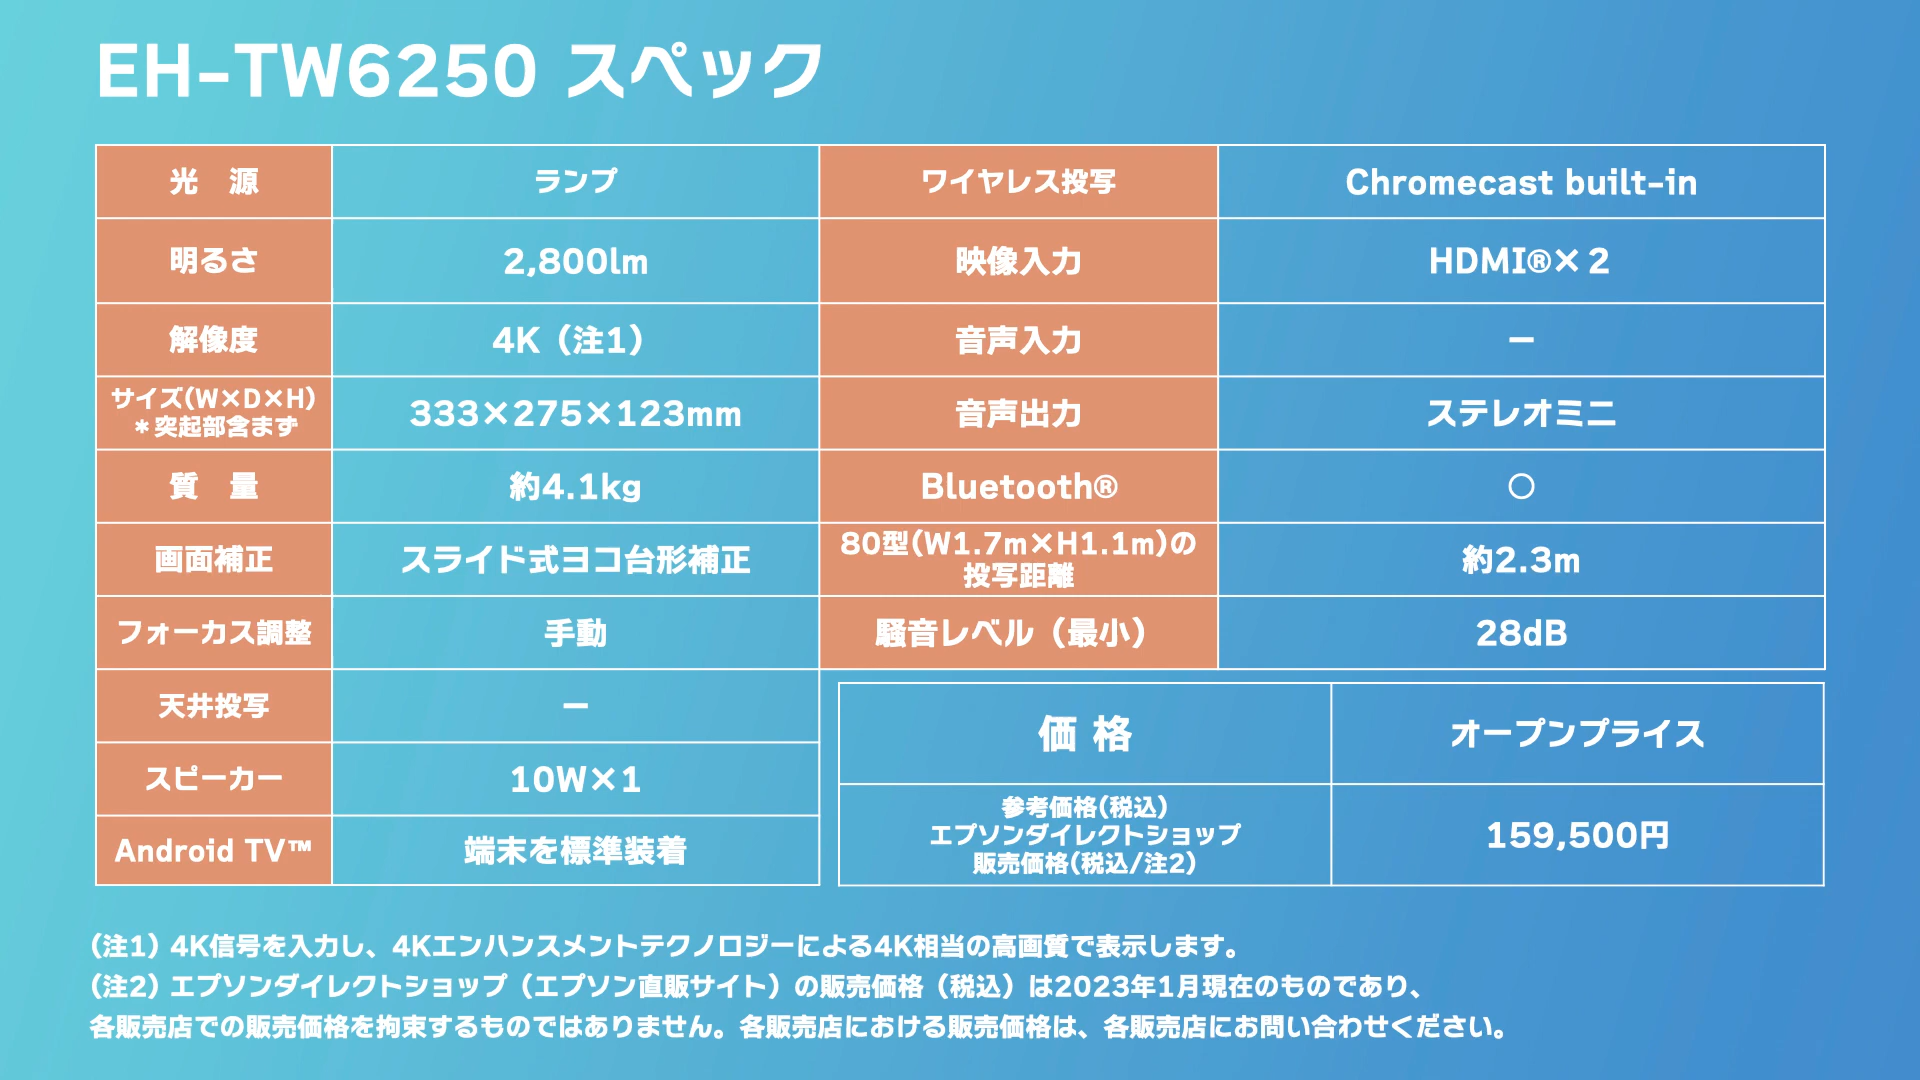 EH-TW6250 スペック
光　源
ランプ
ワイヤレス投写
Chromecast built-in
明るさ
2,800lm
映像入力
HDMI®×２
解像度
4K（注1）
音声入力
ー
サイズ(W×D×H)
＊突起部含まず
333×275×123mm
音声出力
ステレオミニ
質　量
約4.1kg
Bluetooth®
〇
画面補正
スライド式ヨコ台形補正
80型(W1.7m×H1.1m)の
投写距離
約2.3m
フォーカス調整
手動
騒音レベル（最小）
28dB
天井投写
ー
スピーカー
10W×1
Android TV™
端末を標準装着
価 格
オープンプライス
参考価格(税込)
エプソンダイレクトショップ
販売価格(税込/注2)
159,500円
（注1）4K信号を入力し、4Kエンハンスメントテクノロジーによる4K相当の高画質で表示します。
（注2）エプソンダイレクトショップ（エプソン直販サイト）の販売価格（税込）は2023年1月現在のものであり、
各販売店での販売価格を拘束するものではありません。各販売店における販売価格は、各販売店にお問い合わせください。